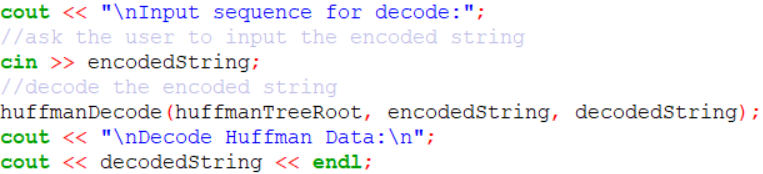 cout << "\nInput sequence for decode:";
//ask the user to input the encoded string
cin >> encodedString;
//decode the encoded string
huffmanDecode(huffmanTreeRoot, encodedString, decodedString);
cout << "\nDecode Huffman Data:\n";
cout << decodedString << endl;